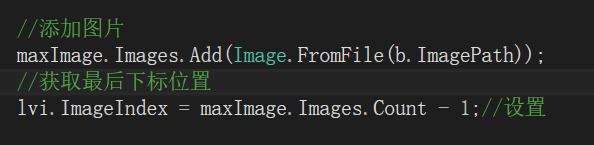 //添加图片
maxImage.Images.Add(Image.FromFile(b.ImagePath));
//获取最后下标位置
lvi.ImageIndex = maxImage.Images.Count - 1;//设置